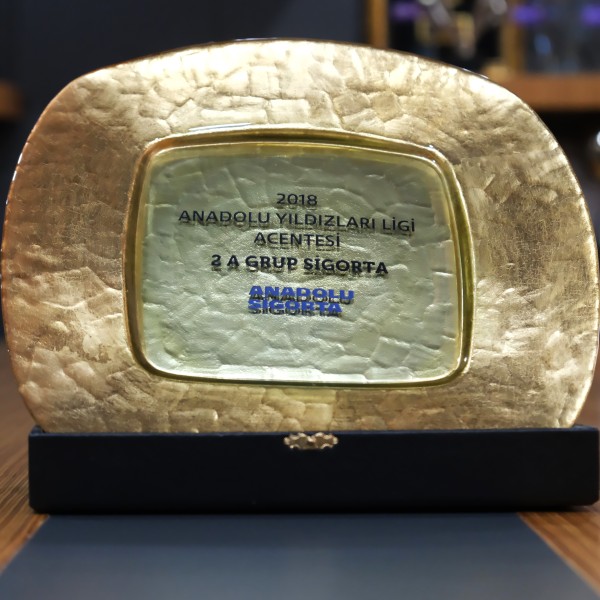 2018
ANADOLU YILDIZLARI LİGİ
ACENTESİ
2 A GRUP SİGORTA
ANADOLU
SİGORTA